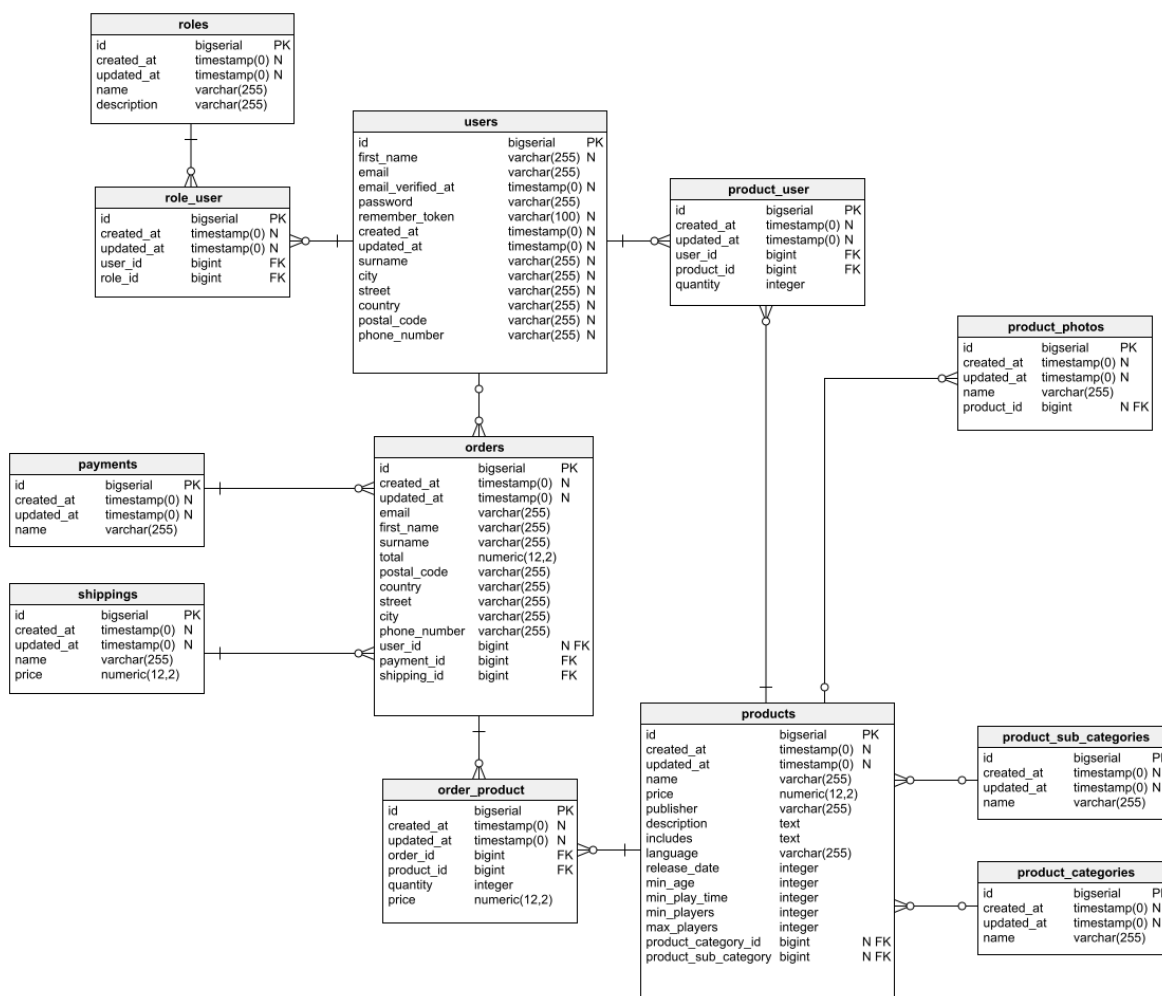 roles
id bigserial PK
created_at timestamp(0) N
updated_at timestamp(0) N
name varchar(255)
description varchar(255)
role_user
id bigserial PK
created_at timestamp(0) N
updated_at timestamp(0) N
user_id bigint FK
role_id bigint FK
users
id bigserial PK
first_name varchar(255) N
email varchar(255)
email_verified_at timestamp(0) N
password varchar(255)
remember_token varchar(100) N
created_at timestamp(0) N
updated_at timestamp(0) N
surname varchar(255) N
city varchar(255) N
street varchar(255) N
country varchar(255) N
postal_code varchar(255) N
phone_number varchar(255) N
product_user
id bigserial PK
created_at timestamp(0) N
updated_at timestamp(0) N
user_id bigint FK
product_id bigint FK
quantity integer
product_photos
id bigserial PK
created_at timestamp(0) N
updated_at timestamp(0) N
name varchar(255)
product_id bigint N FK
payments
id bigserial PK
created_at timestamp(0) N
updated_at timestamp(0) N
name varchar(255)
shippings
id bigserial PK
created_at timestamp(0) N
updated_at timestamp(0) N
name varchar(255)
price numeric(12,2)
orders
id bigserial PK
created_at timestamp(0) N
updated_at timestamp(0) N
email varchar(255)
first_name varchar(255)
surname varchar(255)
total numeric(12,2)
postal_code varchar(255)
country varchar(255)
street varchar(255)
city varchar(255)
phone_number varchar(255)
user_id bigint N FK
payment_id bigint FK
shipping_id bigint FK
order_product
id bigserial PK
created_at timestamp(0) N
updated_at timestamp(0) N
order_id bigint FK
product_id bigint FK
quantity integer
price numeric(12,2)
products
id bigserial PK
created_at timestamp(0) N
updated_at timestamp(0) N
name varchar(255)
price numeric(12,2)
publisher varchar(255)
description text
includes text
language varchar(255)
release_date integer
min_age integer
min_play_time integer
min_players integer
max_players integer
product_category_id bigint N FK
product_sub_category bigint N FK
product_sub_categories
id bigserial
created_at timestamp(0) N
updated_at timestamp(0) N
name varchar(255)
product_categories
id bigserial
created_at timestamp(0) N
updated_at timestamp(0) N
name varchar(255)